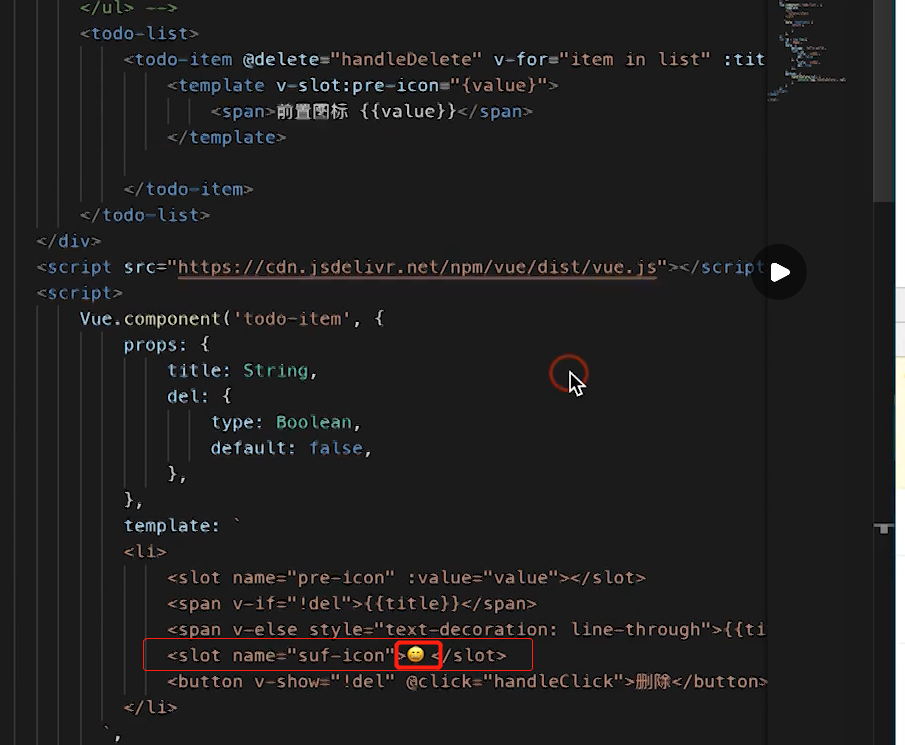 </ul> -->
<todo-list>
<todo-item @delete="handleDelete" v-for="item in list" :tit
<template v-slot:pre-icon="{value}">
<span>前置图标 {{value}}</span>
</template>
</todo-item>
</todo-list>
</div>
<script src="https://cdn.jsdelivr.net/npm/vue/dist/vue.js"></script
<script>
Vue.component('todo-item', {
props: {
title: String,
del: {
type: Boolean,
default: false,
},
},
template: `
<li>
<slot name="pre-icon" :value="value"></slot>
<span v-if="!del">{{title}}</span>
<span v-else style="text-decoration: line-through">{{ti
<slot name="suf-icon">😄</slot>
<button v-show="!del" @click="handleClick">删除</button>
</li>
`,